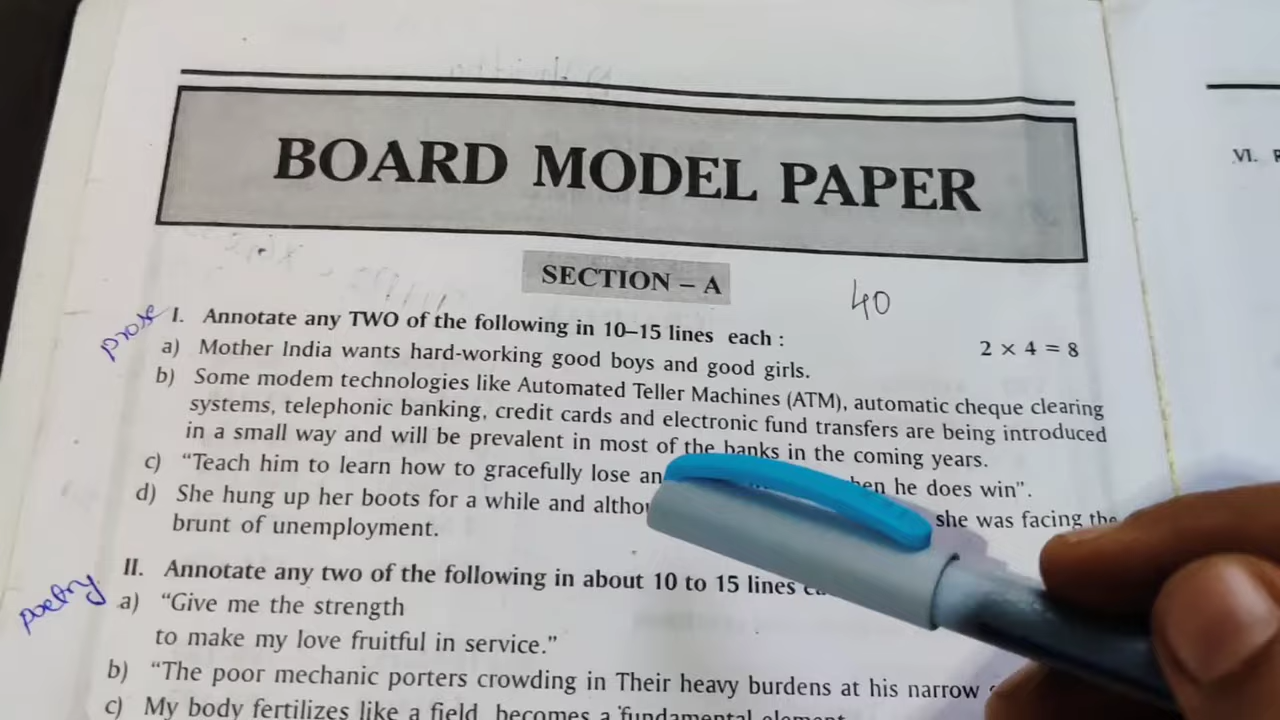 BOARD MODEL PAPER
SECTION – A
40
prose
I. Annotate any TWO of the following in 10–15 lines each :
2 × 4 = 8
a) Mother India wants hard-working good boys and good girls.
b) Some modem technologies like Automated Teller Machines (ATM), automatic cheque clearing
systems, telephonic banking, credit cards and electronic fund transfers are being introduced
in a small way and will be prevalent in most of the banks in the coming years.
c) “Teach him to learn how to gracefully lose he does win”.
d) She hung up her boots for a while and she was facing the
brunt of unemployment.
poetry
II. Annotate any two of the following in about 10 to 15 lines
a) “Give me the strength
to make my love fruitful in service.”
b) “The poor mechanic porters crowding in Their heavy burdens at his narrow
c) My body fertilizes like a field, becomes a fundamental element
VI.